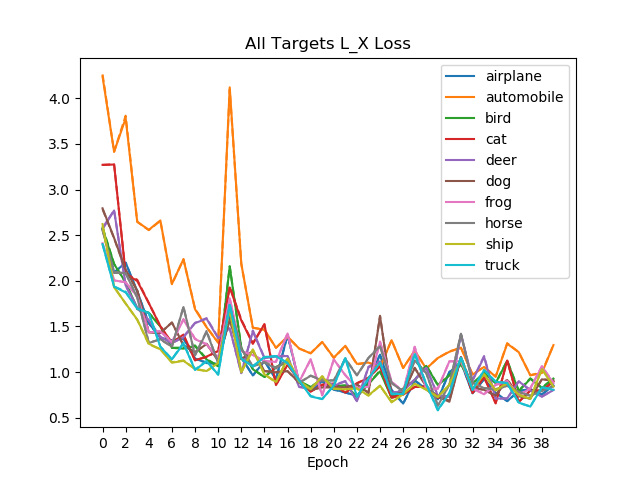 All Targets L_X Loss
4.0
3.5
3.0
2.5
2.0
1.5
1.0
0.5
airplane
automobile
bird
cat
deer
dog
frog
horse
ship
truck
0 2 4 6 8 10 12 14 16 18 20 22 24 26 28 30 32 34 36 38
Epoch